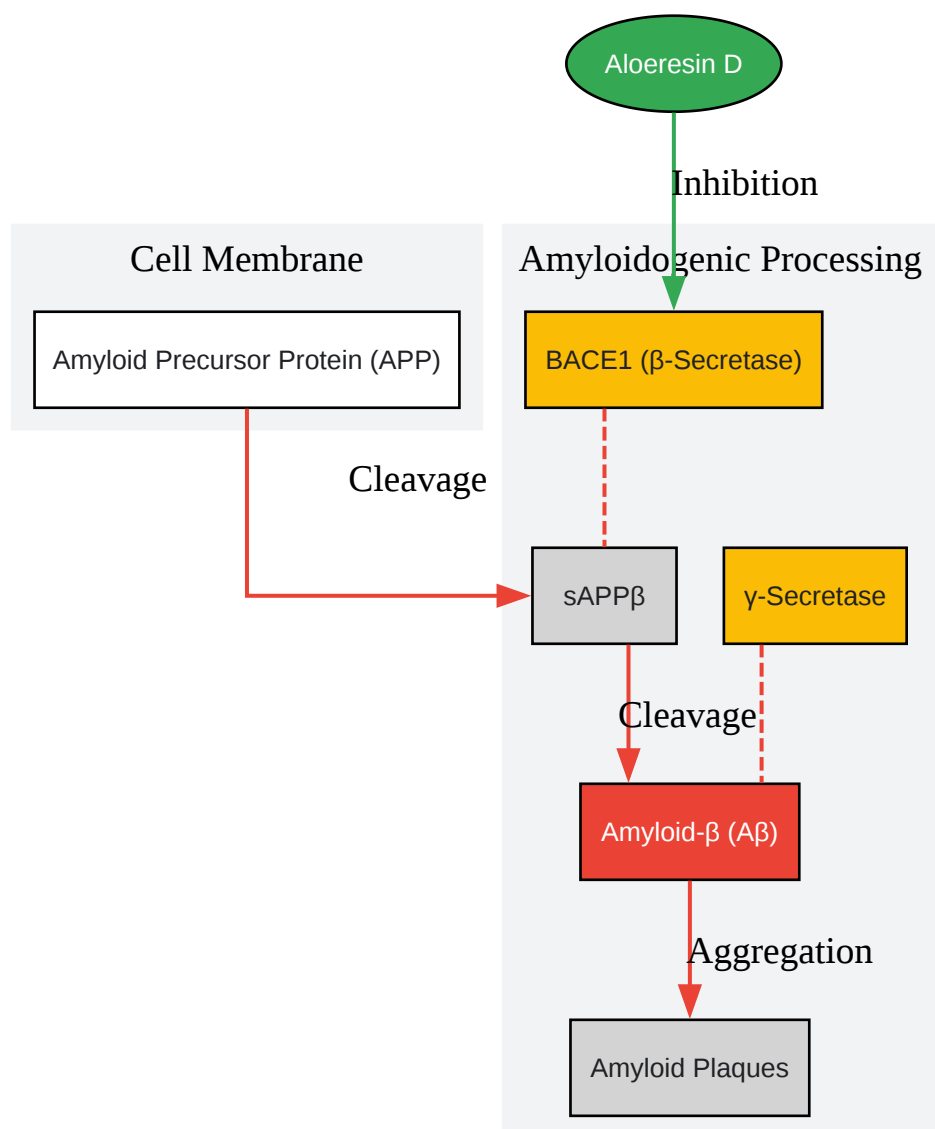 Aloeresin D
Inhibition
Cell Membrane
Amyloidogenic Processing
Amyloid Precursor Protein (APP)
BACE1 (β-Secretase)
Cleavage
sAPPβ
γ-Secretase
Cleavage
Amyloid-β (Aβ)
Aggregation
Amyloid Plaques